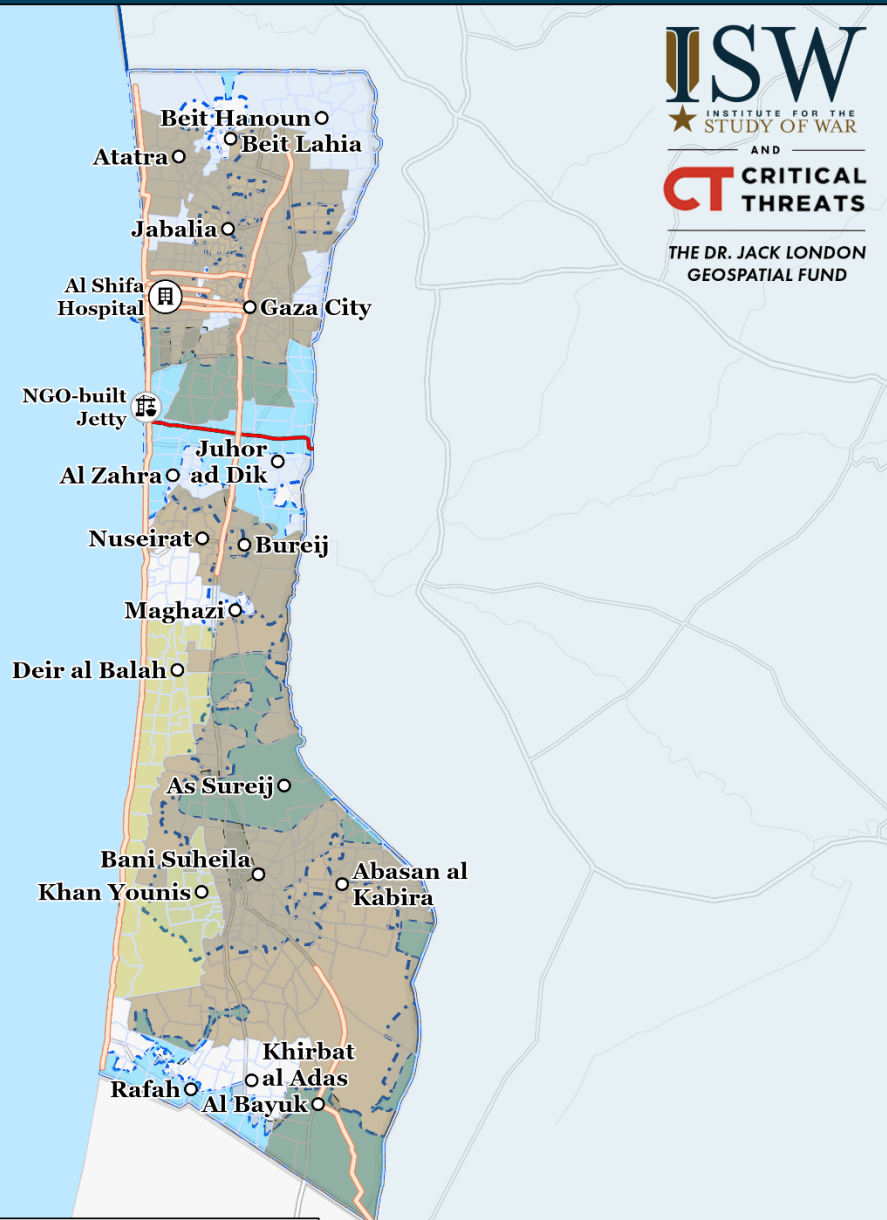 ISW
INSTITUTE FOR THE
STUDY OF WAR
AND
CT CRITICAL
THREATS
THE DR. JACK LONDON
GEOSPATIAL FUND
Beit Hanoun
Beit Lahia
Atatra
Jabalia
Al Shifa
Hospital
Gaza City
NGO-built
Jetty
Juhor
ad Dik
Al Zahra
Nuseirat
Bureij
Maghazi
Deir al Balah
As Sureij
Bani Suheila
Abasan al
Kabira
Khan Younis
Khirbat
al Adas
Rafah
Al Bayuk